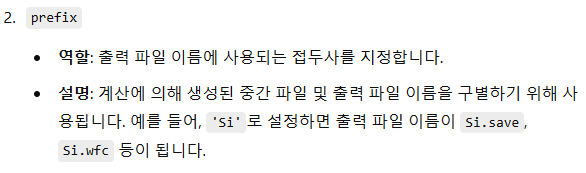 2. prefix
• 역할: 출력 파일 이름에 사용되는 접두사를 지정합니다.
• 설명: 계산에 의해 생성된 중간 파일 및 출력 파일 이름을 구별하기 위해 사
용됩니다. 예를 들어, 'Si'로 설정하면 출력 파일 이름이 Si.save,
Si.wfc 등이 됩니다.